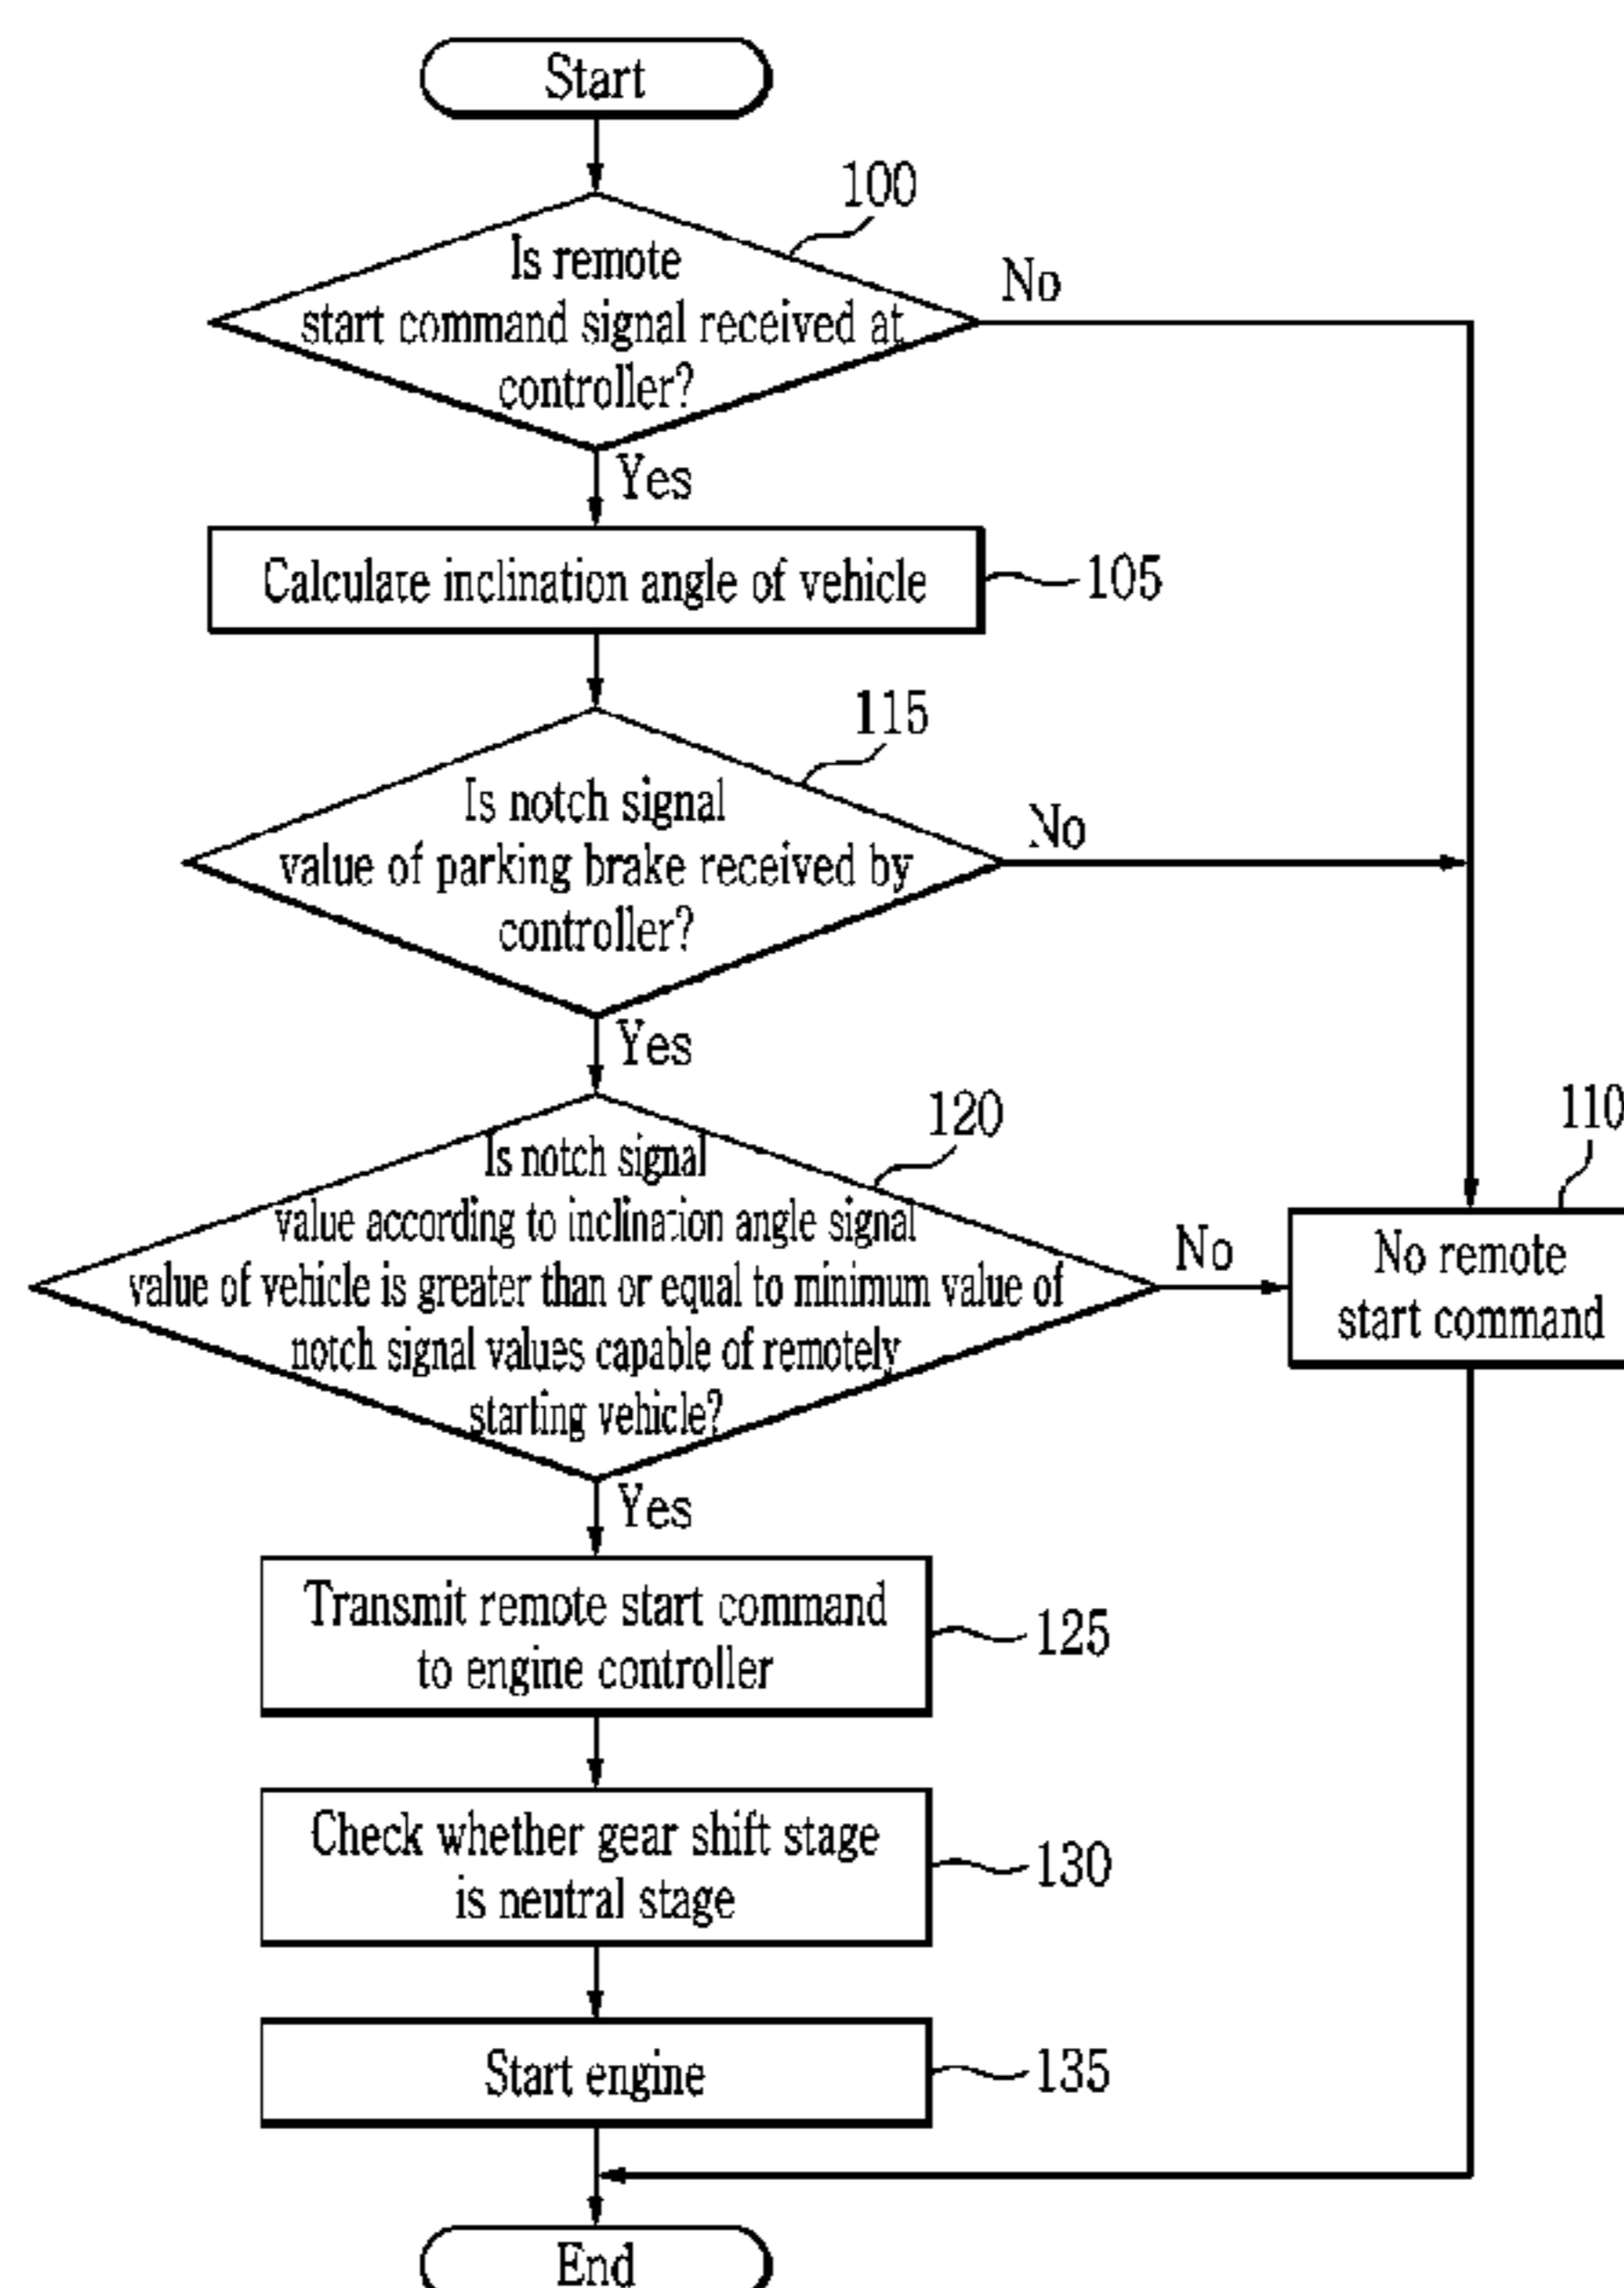 Start
100
Is remote
start command signal received at
controller?
No
Yes
Calculate inclination angle of vehicle
105
115
Is notch signal
value of parking brake received by
controller?
No
Yes
120
Is notch signal
value according to inclination angle signal
value of vehicle is greater than or equal to minimum value of
notch signal values capable of remotely
starting vehicle?
No
110
No remote
start command
Yes
Transmit remote start command
to engine controller
125
Check whether gear shift stage
is neutral stage
130
Start engine
135
End